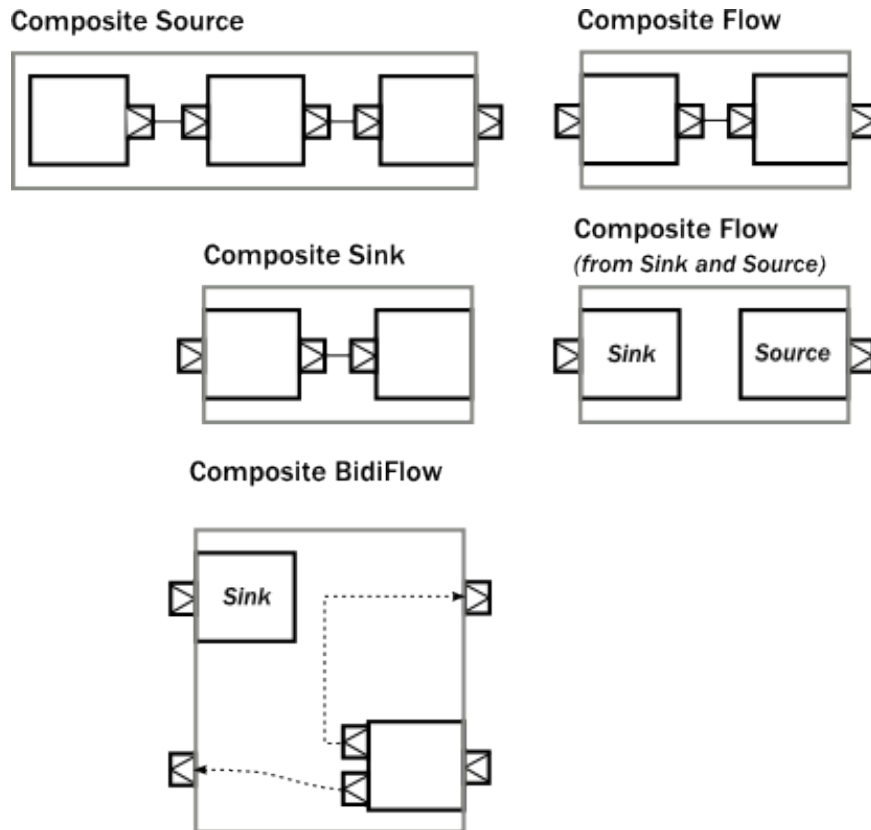 Composite Source
Composite Flow
Composite Sink
Composite Flow
(from Sink and Source)
Sink
Source
Composite BidiFlow
Sink